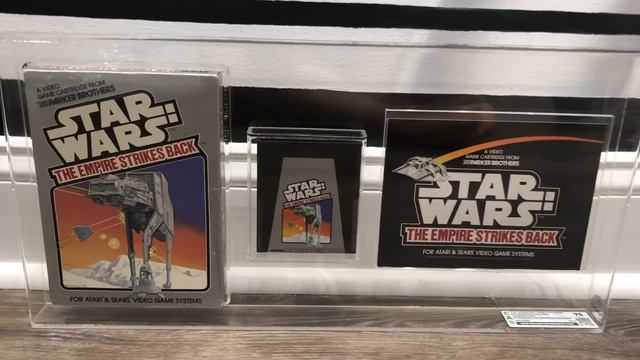 A VIDEO
GAME CARTRIDGE FROM
PARKER BROTHERS
STAR
WARS
THE EMPIRE STRIKES BACK
FOR ATARI & SEARS VIDEO GAME SYSTEMS
STAR
WARS
THE EMPIRE STRIKES BACK
A VIDEO
GAME CARTRIDGE FROM
PARKER BROTHERS
STAR
WARS
THE EMPIRE STRIKES BACK
FOR ATARI & SEARS VIDEO GAME SYSTEMS
75